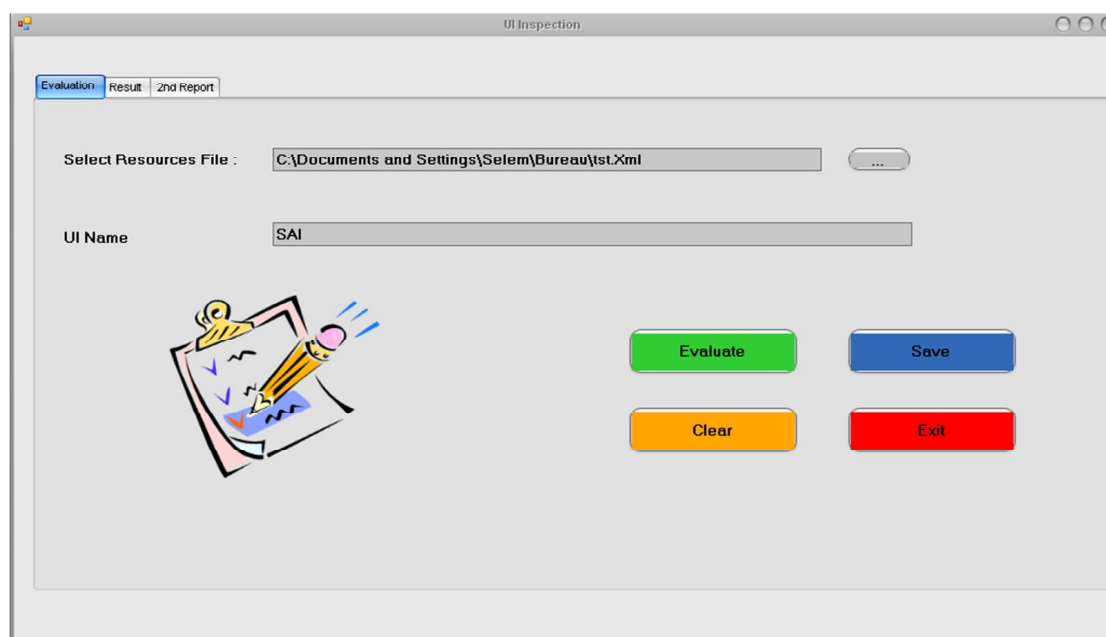 UI Inspection
Evaluation Result 2nd Report
Select Resources File : C:\Documents and Settings\Selem\Bureau\tst.Xml ...
UI Name SAI
Evaluate Save
Clear Exit